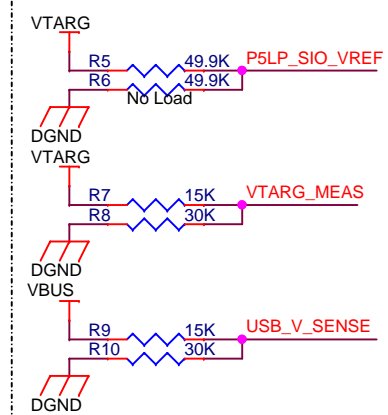 VTARG
R5 49.9K P5LP_SIO_VREF
R6 49.9K
No Load
DGND
VTARG
R7 15K VTARG_MEAS
R8 30K
DGND
VBUS
R9 15K USB_V_SENSE
R10 30K
DGND